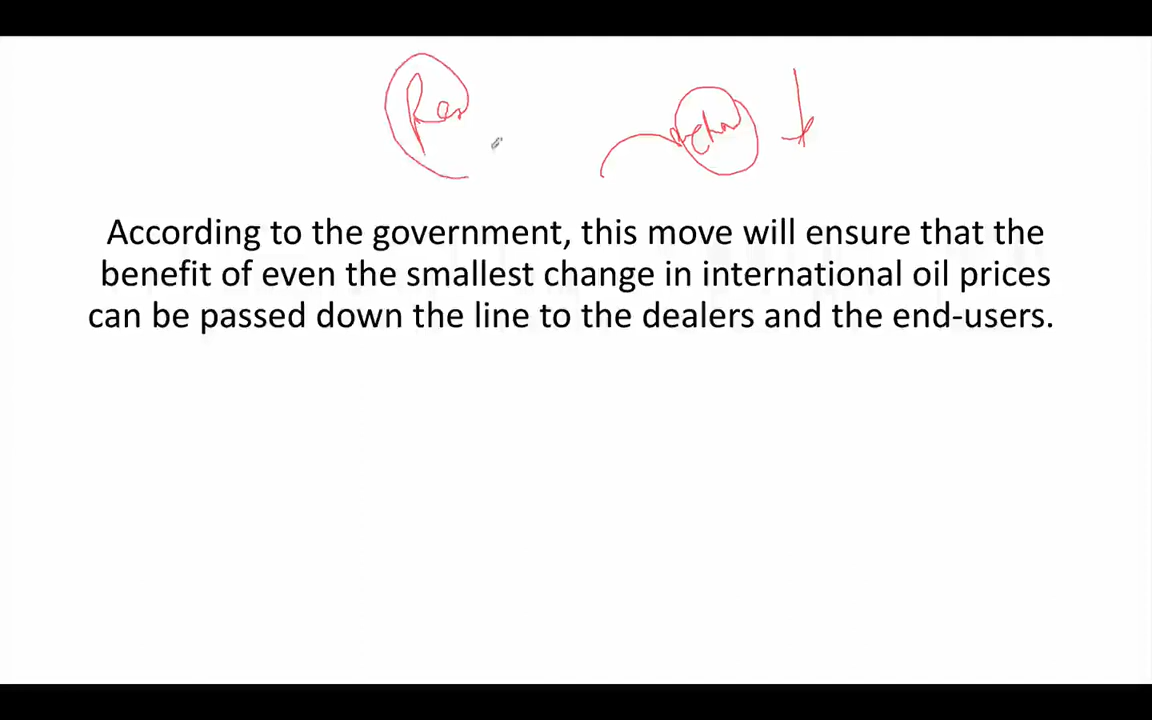 According to the government, this move will ensure that the
benefit of even the smallest change in international oil prices
can be passed down the line to the dealers and the end-users.